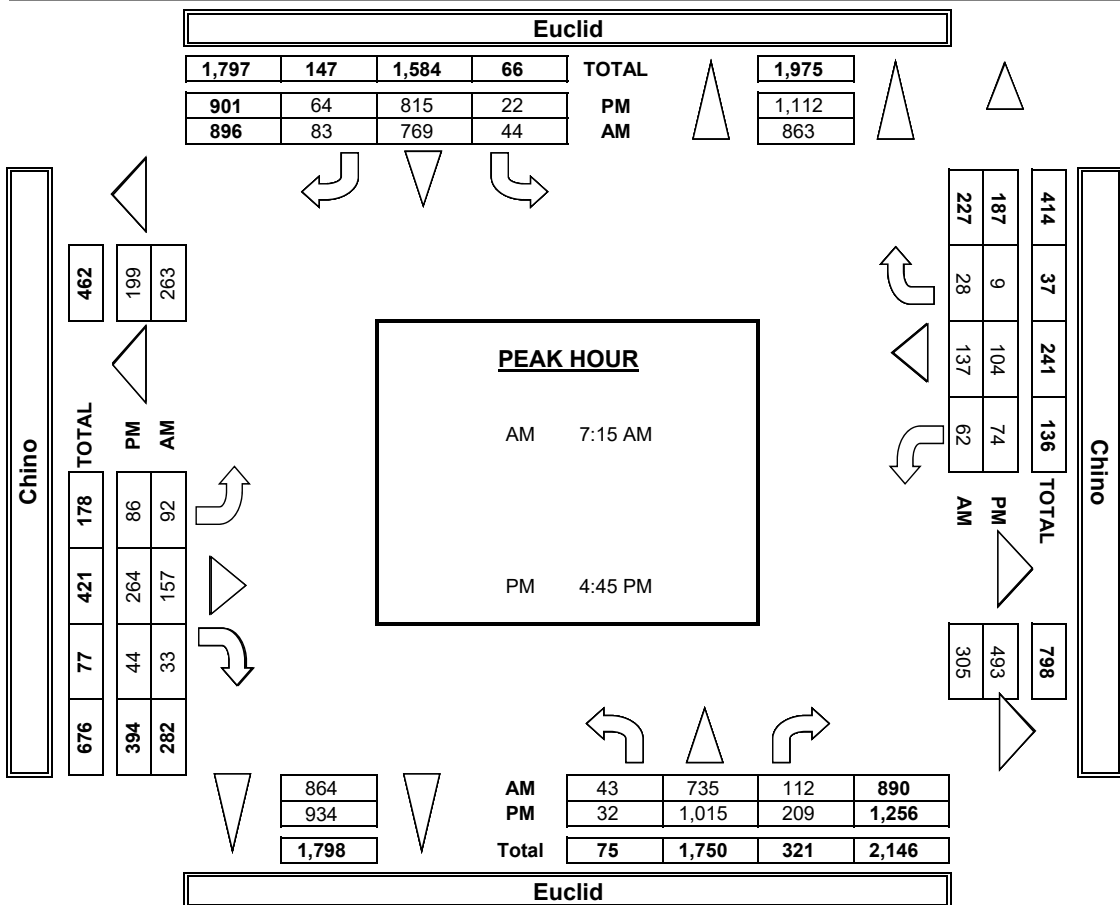 Euclid
1,797 147 1,584 66 TOTAL 1,975
901 64 815 22 PM 1,112
896 83 769 44 AM 863
Chino
462
199
263
TOTAL
PM
AM
178 421 77 676
86 264 44 394
92 157 33 282
PEAK HOUR
AM 7:15 AM
PM 4:45 PM
414 37 241 136 TOTAL
187 9 104 74 PM
227 28 137 62 AM
798
493
305
Chino
864 AM 43 735 112 890
934 PM 32 1,015 209 1,256
1,798 Total 75 1,750 321 2,146
Euclid